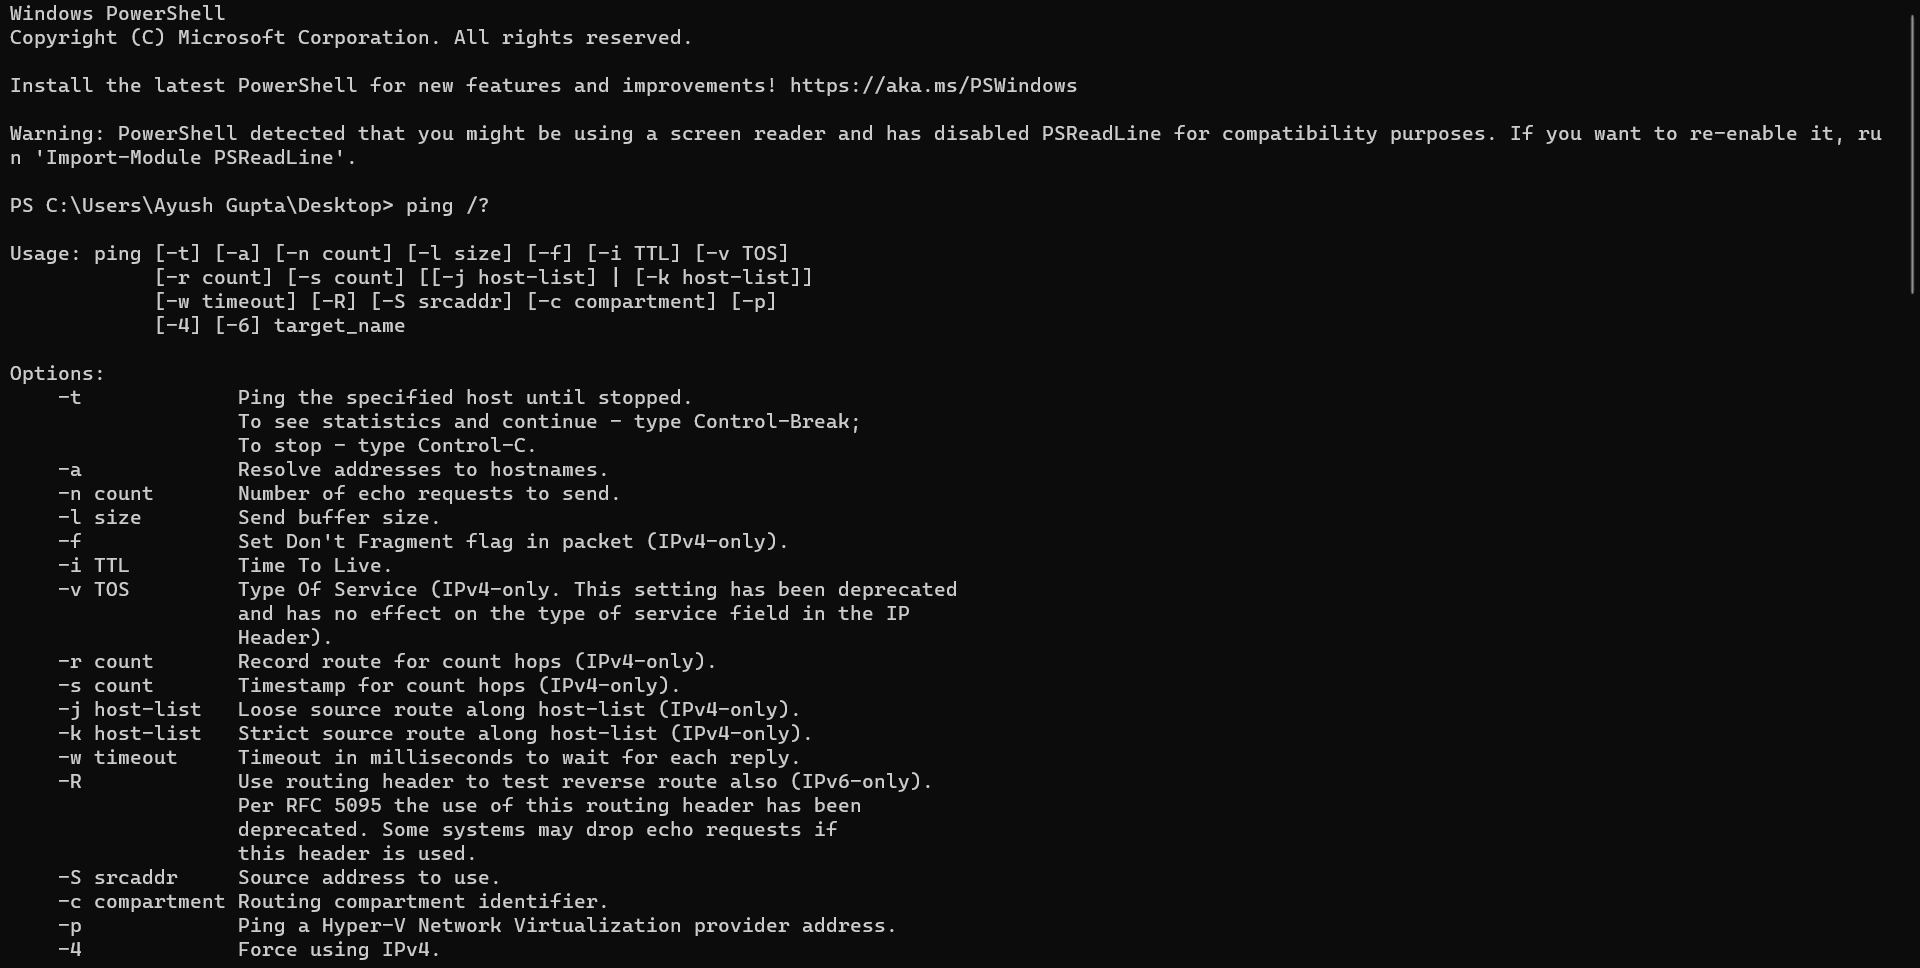 Windows PowerShell
Copyright (C) Microsoft Corporation. All rights reserved.

Install the latest PowerShell for new features and improvements! https://aka.ms/PSWindows

Warning: PowerShell detected that you might be using a screen reader and has disabled PSReadLine for compatibility purposes. If you want to re-enable it, ru
n 'Import-Module PSReadLine'.

PS C:\Users\Ayush Gupta\Desktop> ping /?

Usage: ping [-t] [-a] [-n count] [-l size] [-f] [-i TTL] [-v TOS]
            [-r count] [-s count] [[-j host-list] | [-k host-list]]
            [-w timeout] [-R] [-S srcaddr] [-c compartment] [-p]
            [-4] [-6] target_name

Options:
    -t             Ping the specified host until stopped.
                   To see statistics and continue - type Control-Break;
                   To stop - type Control-C.
    -a             Resolve addresses to hostnames.
    -n count       Number of echo requests to send.
    -l size        Send buffer size.
    -f             Set Don't Fragment flag in packet (IPv4-only).
    -i TTL         Time To Live.
    -v TOS         Type Of Service (IPv4-only. This setting has been deprecated
                   and has no effect on the type of service field in the IP
                   Header).
    -r count       Record route for count hops (IPv4-only).
    -s count       Timestamp for count hops (IPv4-only).
    -j host-list   Loose source route along host-list (IPv4-only).
    -k host-list   Strict source route along host-list (IPv4-only).
    -w timeout     Timeout in milliseconds to wait for each reply.
    -R             Use routing header to test reverse route also (IPv6-only).
                   Per RFC 5095 the use of this routing header has been
                   deprecated. Some systems may drop echo requests if
                   this header is used.
    -S srcaddr     Source address to use.
    -c compartment Routing compartment identifier.
    -p             Ping a Hyper-V Network Virtualization provider address.
    -4             Force using IPv4.